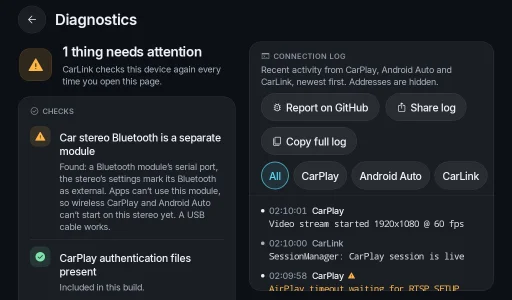 Diagnostics
1 thing needs attention
CarLink checks this device again every
time you open this page.
CHECKS
Car stereo Bluetooth is a separate
module
Found: a Bluetooth module's serial port,
the stereo's settings mark its Bluetooth
as external. Apps can't use this module,
so wireless CarPlay and Android Auto
can't start on this stereo yet. A USB
cable works.
CarPlay authentication files
present
Included in this build.
CONNECTION LOG
Recent activity from CarPlay, Android Auto and
CarLink, newest first. Addresses are hidden.
Report on GitHub
Share log
Copy full log
All
CarPlay
Android Auto
CarLink
02:10:01 CarPlay
Video stream started 1920x1080 @ 60 fps
02:10:00 CarLink
SessionManager: CarPlay session is live
02:09:58 CarPlay
AirPlay timeout waiting for RTSP SETUP